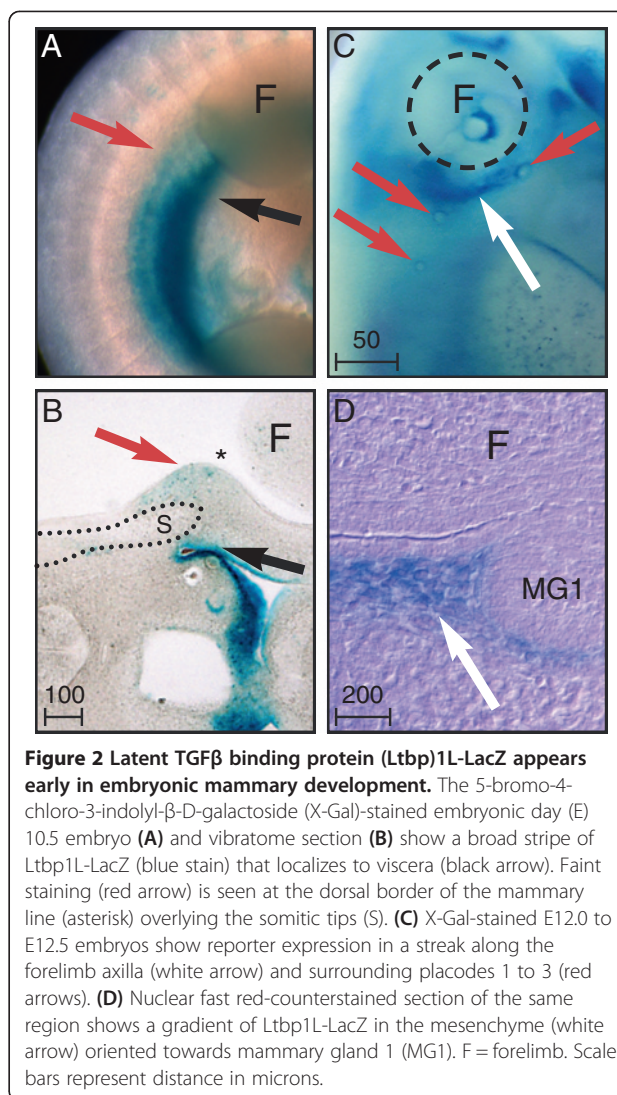 A
F
C
F
50
B
F
*
S
100
D
F
MG1
200
Figure 2 Latent TGFβ binding protein (Ltbp)1L-LacZ appears
early in embryonic mammary development. The 5-bromo-4-
chloro-3-indolyl-β-D-galactoside (X-Gal)-stained embryonic day (E)
10.5 embryo (A) and vibratome section (B) show a broad stripe of
Ltbp1L-LacZ (blue stain) that localizes to viscera (black arrow). Faint
staining (red arrow) is seen at the dorsal border of the mammary
line (asterisk) overlying the somitic tips (S). (C) X-Gal-stained E12.0 to
E12.5 embryos show reporter expression in a streak along the
forelimb axilla (white arrow) and surrounding placodes 1 to 3 (red
arrows). (D) Nuclear fast red-counterstained section of the same
region shows a gradient of Ltbp1L-LacZ in the mesenchyme (white
arrow) oriented towards mammary gland 1 (MG1). F = forelimb. Scale
bars represent distance in microns.